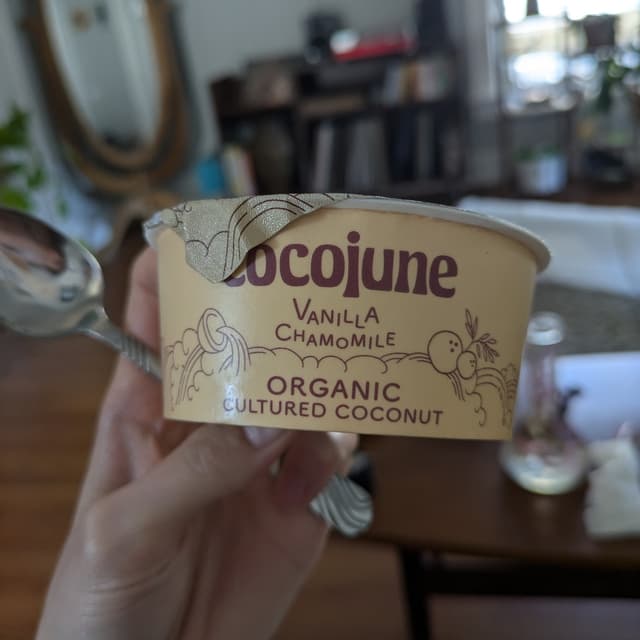 cocojune
VANILLA
CHAMOMILE
ORGANIC
CULTURED COCONUT